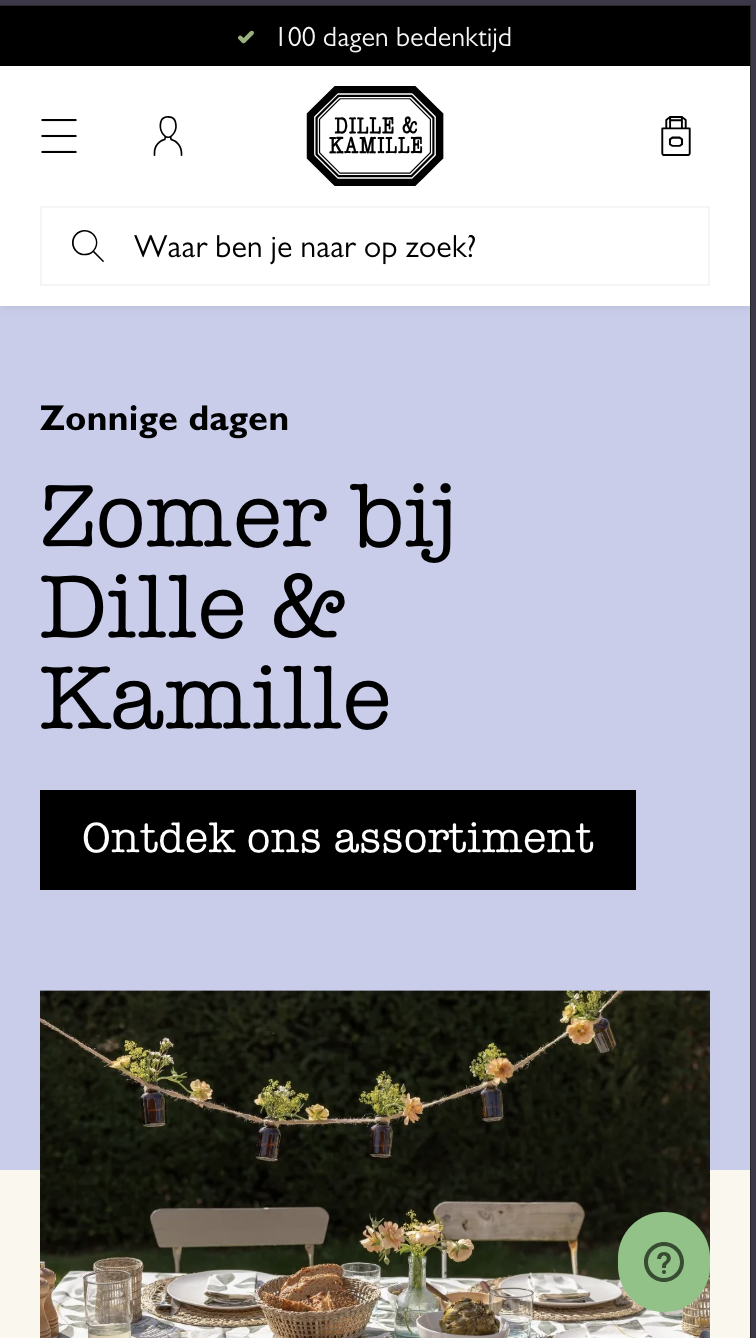 100 dagen bedenktijd
DILLE &
KAMILLE
Waar ben je naar op zoek?
Zonnige dagen
Zomer bij
Dille &
Kamille
Ontdek ons assortiment
?